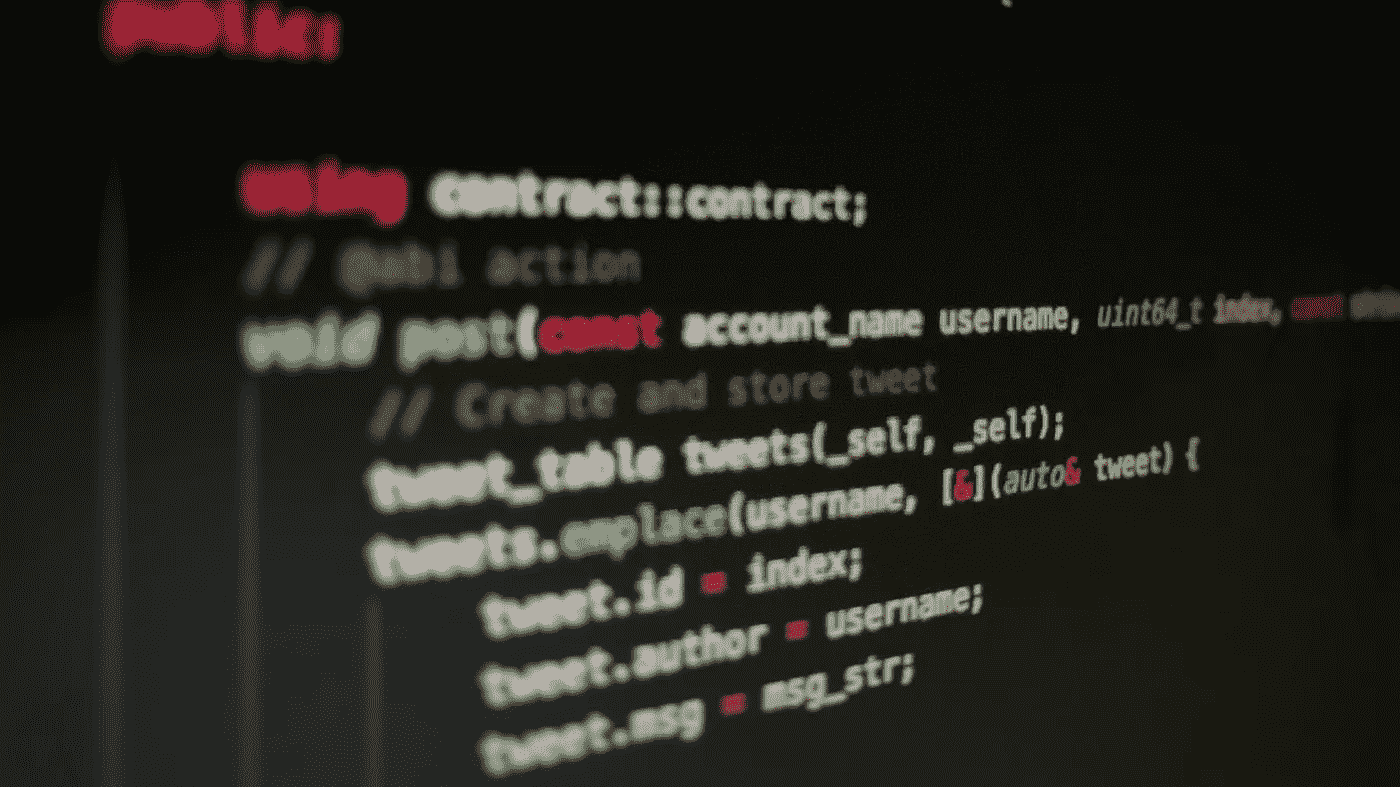 public:
using contract::contract;
// @abi action
void post(const account_name username, uint64_t index, const
// Create and store tweet
tweet_table tweets(_self, _self);
tweets.emplace(username, [&](auto& tweet) {
tweet.id = index;
tweet.author = username;
tweet.msg = msg_str;